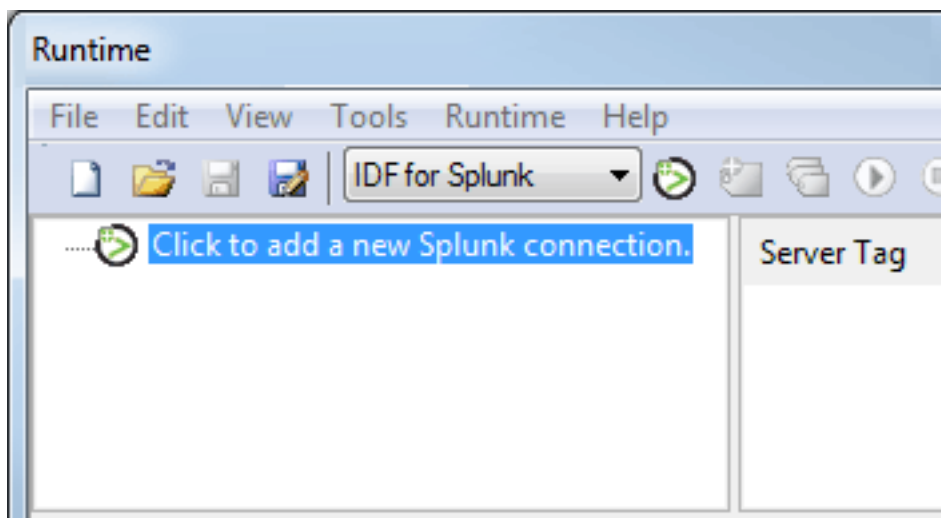 Runtime
File Edit View Tools Runtime Help
IDF for Splunk
Click to add a new Splunk connection.
Server Tag